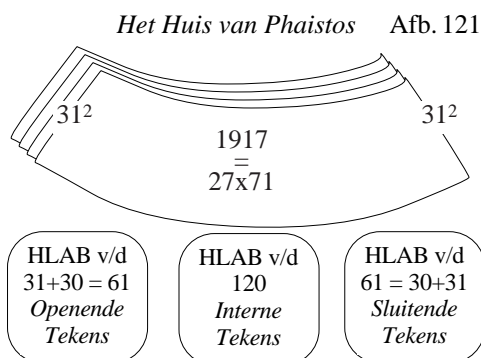 Het Huis van Phaistos Afb. 121
31² 31²
1917
=
27x71
HLAB v/d
31+30 = 61
Openende
Tekens
HLAB v/d
120
Interne
Tekens
HLAB v/d
61 = 30+31
Sluitende
Tekens